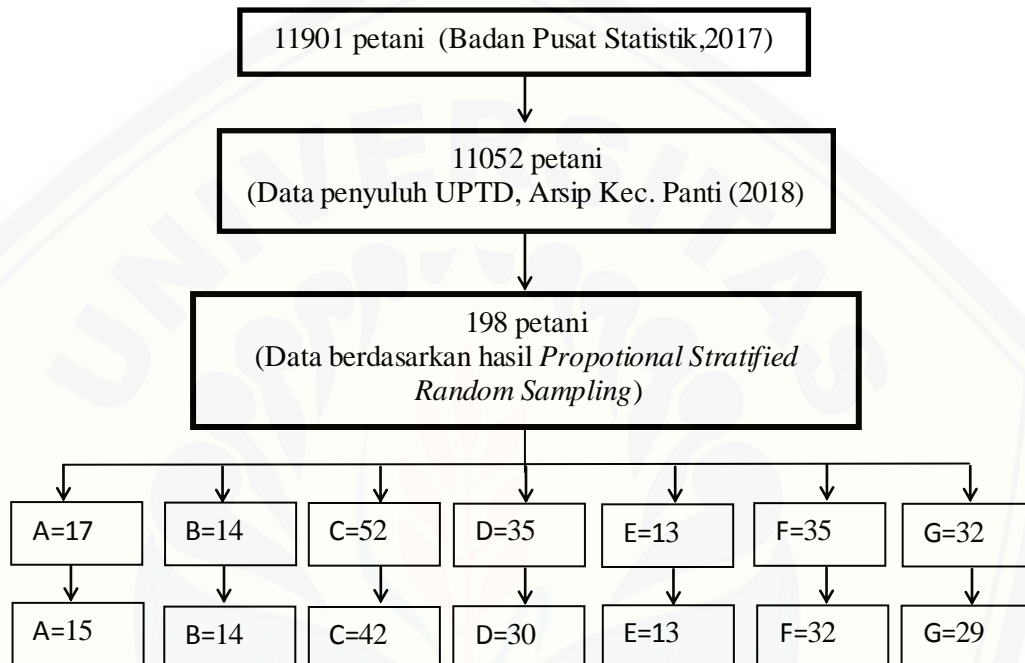 11901 petani (Badan Pusat Statistik,2017)
11052 petani
(Data penyuluh UPTD, Arsip Kec. Panti (2018)
198 petani
(Data berdasarkan hasil Propotional Stratified
Random Sampling)
A=17 B=14 C=52 D=35 E=13 F=35 G=32
A=15 B=14 C=42 D=30 E=13 F=32 G=29
UNIVERSITAS